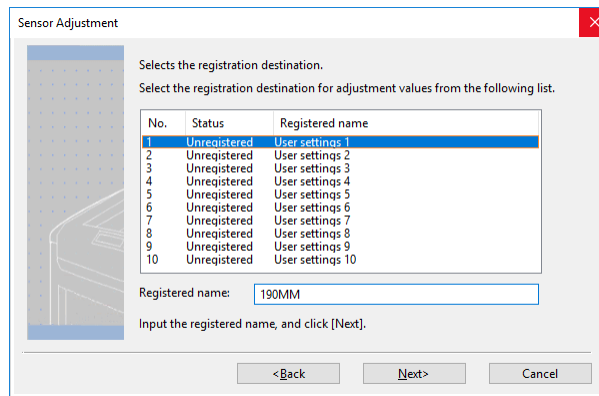 Sensor Adjustment
Selects the registration destination.
Select the registration destination for adjustment values from the following list.
No. Status Registered name
1 Unregistered User settings 1
2 Unregistered User settings 2
3 Unregistered User settings 3
4 Unregistered User settings 4
5 Unregistered User settings 5
6 Unregistered User settings 6
7 Unregistered User settings 7
8 Unregistered User settings 8
9 Unregistered User settings 9
10 Unregistered User settings 10
Registered name: 190MM
Input the registered name, and click [Next].
<Back Next> Cancel